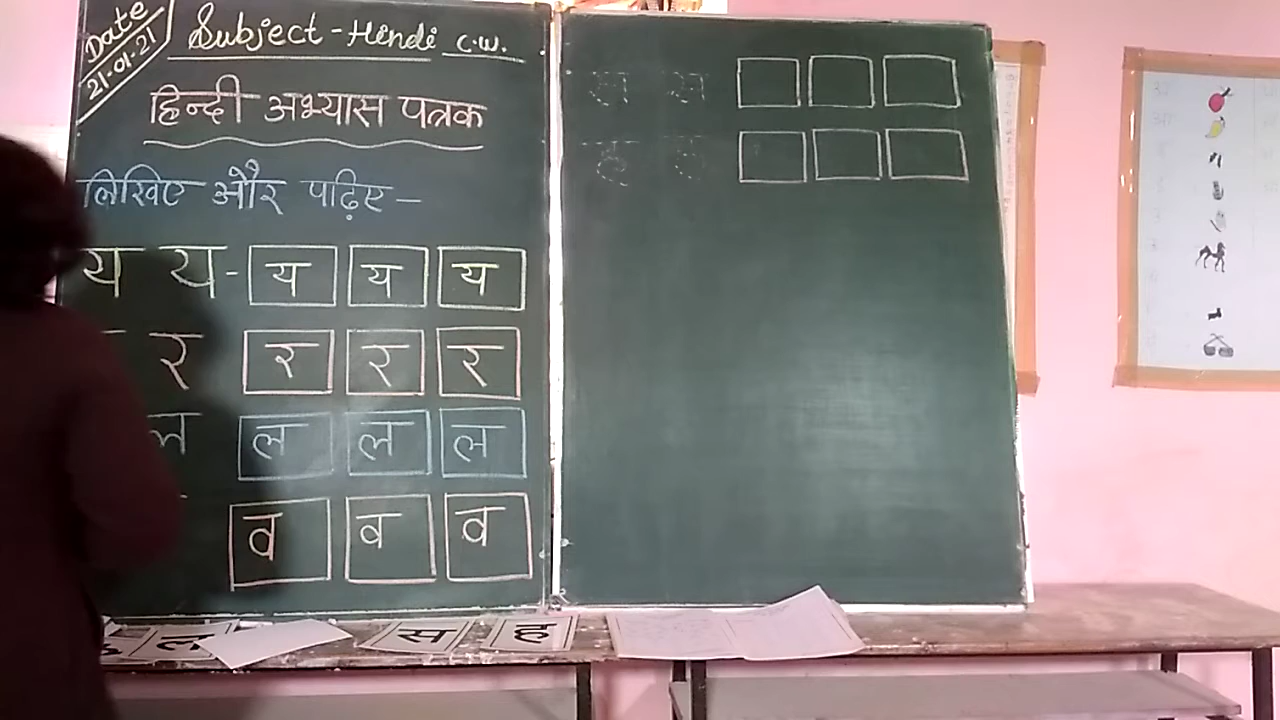 Date
21-01-21
Subject - Hindi C.W.
हिन्दी अभ्यास पत्रक
लिखिए और पढ़िए –
य य - य य य
र र र र
ल ल ल ल
व व व
स स
ह ह
स ह